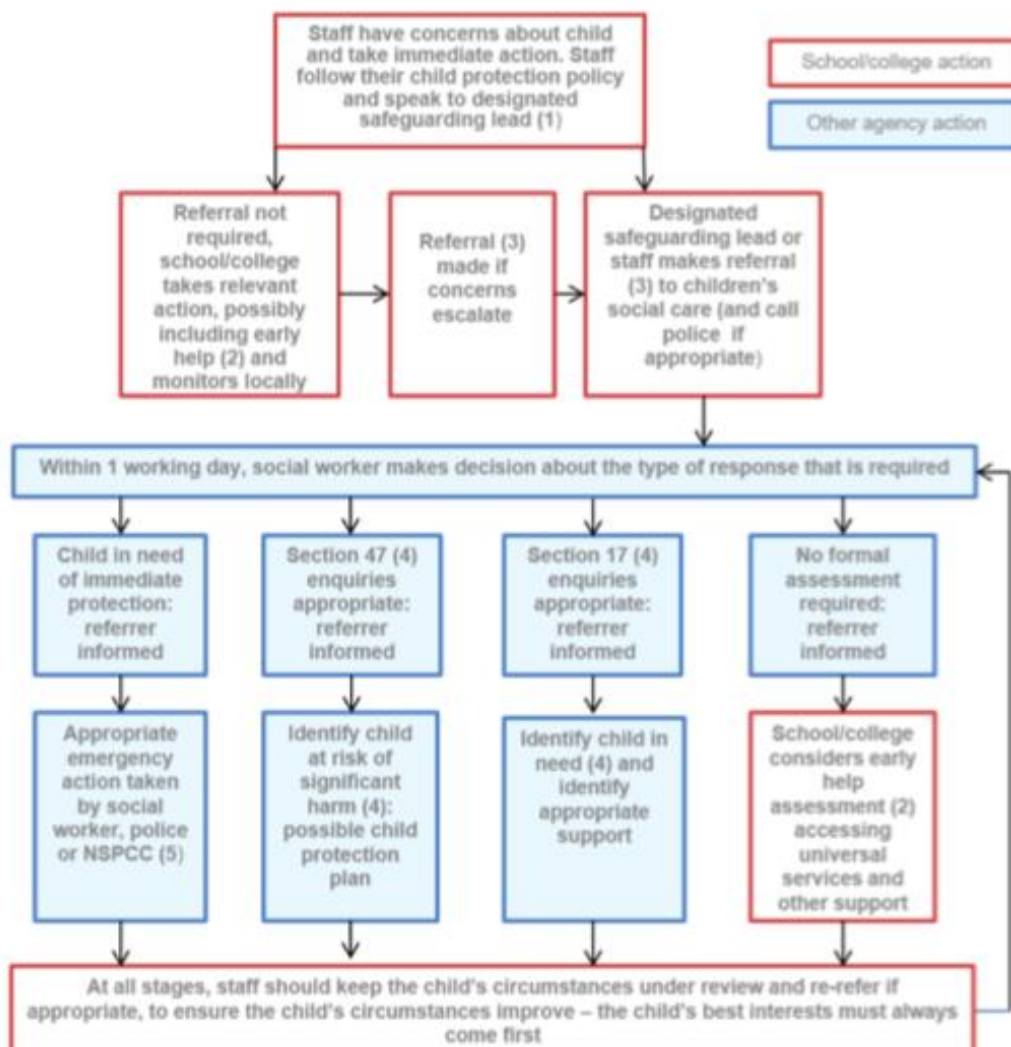 Staff have concerns about child
and take immediate action. Staff
follow their child protection policy
and speak to designated
safeguarding lead (1)
School/college action
Other agency action
Referral not
required,
school/college
takes relevant
action, possibly
including early
help (2) and
monitors locally
Referral (3)
made if
concerns
escalate
Designated
safeguarding lead or
staff makes referral
(3) to children's
social care (and call
police if
appropriate)
Within 1 working day, social worker makes decision about the type of response that is required
Child in need
of immediate
protection:
referrer
informed
Section 47 (4)
enquiries
appropriate:
referrer
informed
Section 17 (4)
enquiries
appropriate:
referrer
informed
No formal
assessment
required:
referrer
informed
Appropriate
emergency
action taken
by social
worker, police
or NSPCC (5)
Identify child
at risk of
significant
harm (4):
possible child
protection
plan
Identify child in
need (4) and
identify
appropriate
support
School/college
considers early
help
assessment (2)
accessing
universal
services and
other support
At all stages, staff should keep the child's circumstances under review and re-refer if
appropriate, to ensure the child's circumstances improve – the child's best interests must always
come first